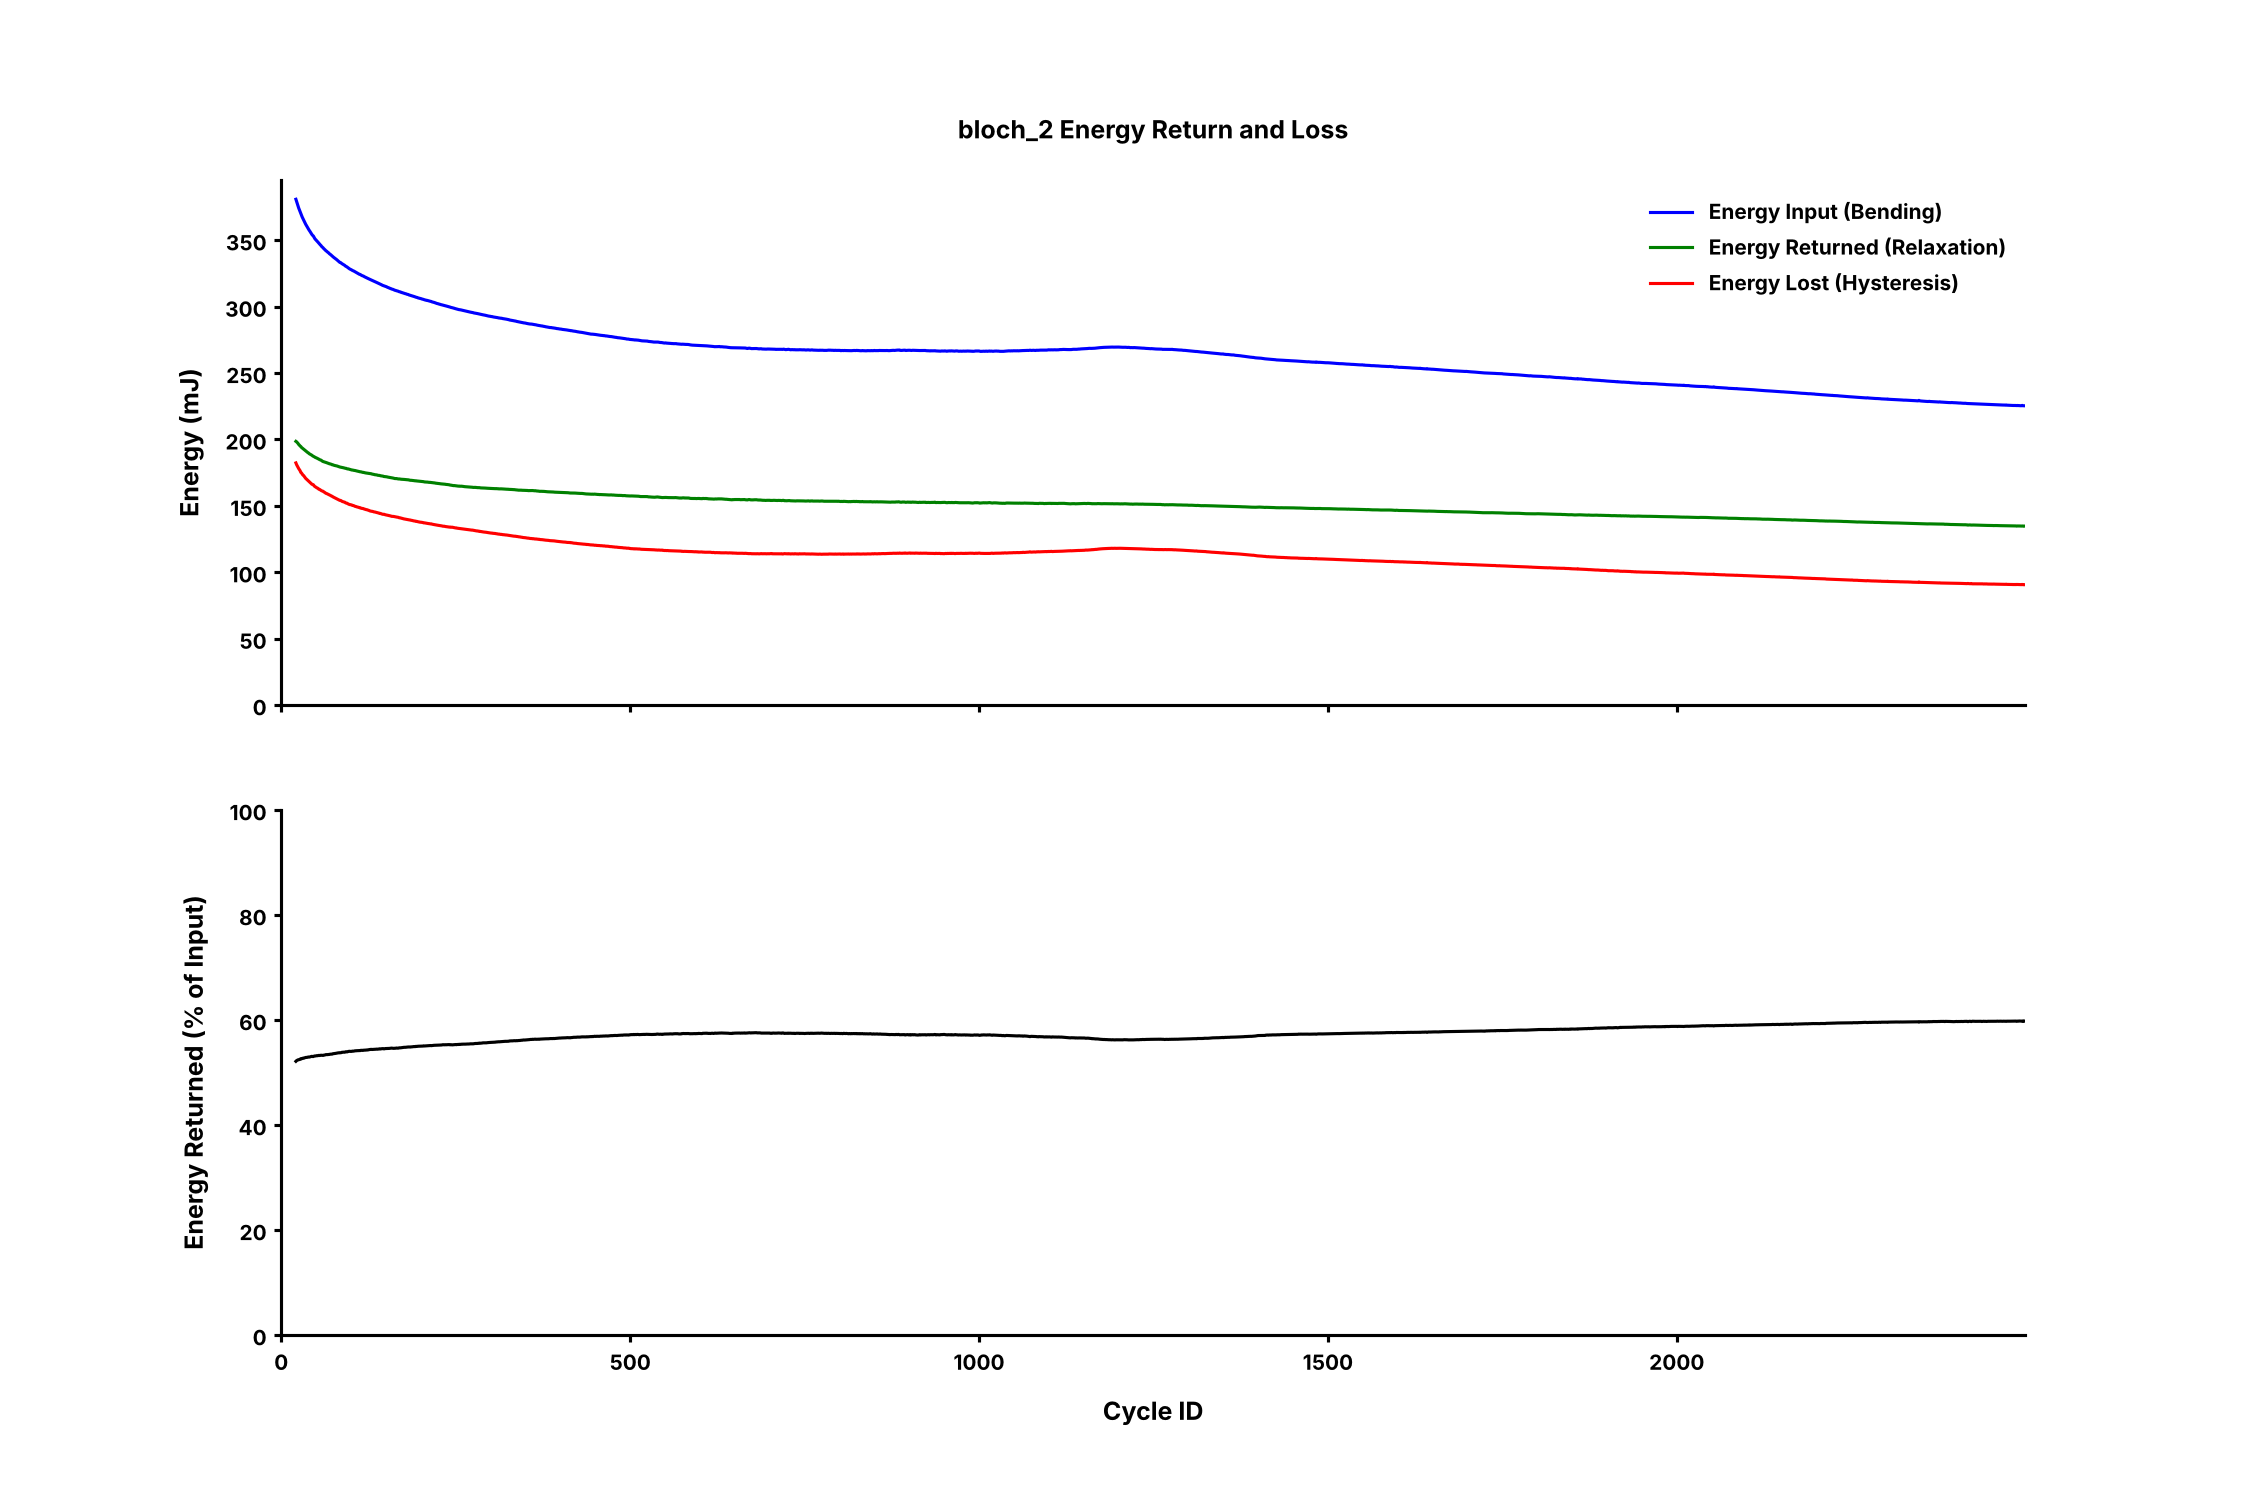 bloch_2 Energy Return and Loss
Energy Input (Bending)
Energy Returned (Relaxation)
Energy Lost (Hysteresis)
Energy (mJ)
350
300
250
200
150
100
50
0
Energy Returned (% of Input)
100
80
60
40
20
0
0 500 1000 1500 2000
Cycle ID